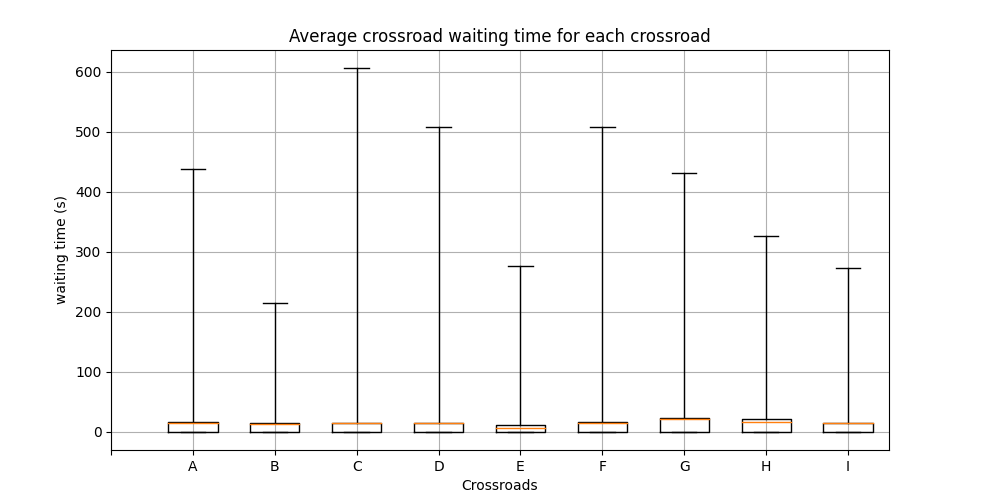 Average crossroad waiting time for each crossroad
600
500
400
300
200
100
0
waiting time (s)
A B C D E F G H I
Crossroads